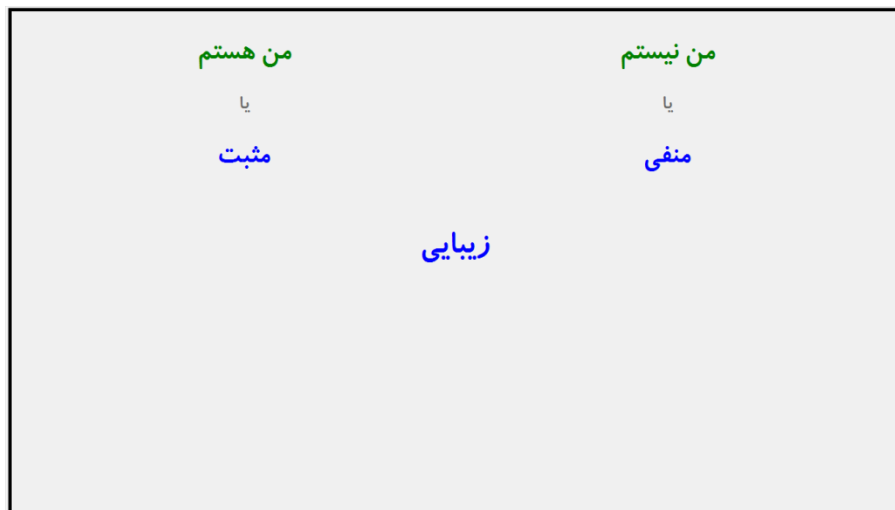 من نیستم
یا
منفی
من هستم
یا
مثبت
زیبایی